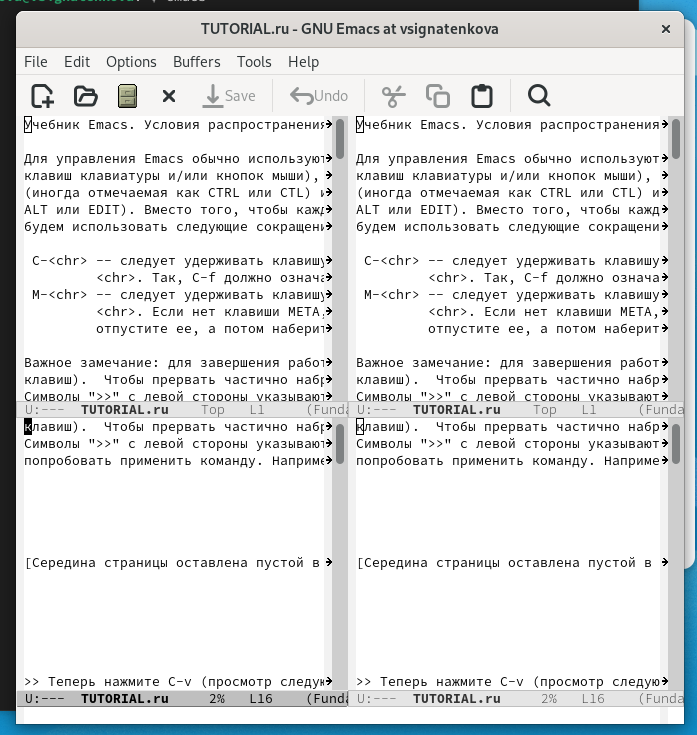 TUTORIAL.ru - GNU Emacs at vsignatenkova
File Edit Options Buffers Tools Help
Save Undo
Учебник Emacs. Условия распространения
Для управления Emacs обычно используют
клавиш клавиатуры и/или кнопок мыши),
(иногда отмечаемая как CTRL или CTL) и
ALT или EDIT). Вместо того, чтобы кажд
будем использовать следующие сокращени
C-<chr> -- следует удерживать клавишу
<chr>. Так, C-f должно означа
M-<chr> -- следует удерживать клавишу
<chr>. Если нет клавиши META,
отпустите ее, а потом наберит
Важное замечание: для завершения работ
клавиш). Чтобы прервать частично набр
Символы ">>" с левой стороны указывают
U:--- TUTORIAL.ru Top L1 (Funda
Учебник Emacs. Условия распространения
Для управления Emacs обычно используют
клавиш клавиатуры и/или кнопок мыши),
(иногда отмечаемая как CTRL или CTL) и
ALT или EDIT). Вместо того, чтобы кажд
будем использовать следующие сокращени
C-<chr> -- следует удерживать клавишу
<chr>. Так, C-f должно означа
M-<chr> -- следует удерживать клавишу
<chr>. Если нет клавиши META,
отпустите ее, а потом наберит
Важное замечание: для завершения работ
клавиш). Чтобы прервать частично набр
Символы ">>" с левой стороны указывают
U:--- TUTORIAL.ru Top L1 (Funda
клавиш). Чтобы прервать частично набр
Символы ">>" с левой стороны указывают
попробовать применить команду. Наприме
[Середина страницы оставлена пустой в
>> Теперь нажмите C-v (просмотр следую
U:--- TUTORIAL.ru 2% L16 (Funda
клавиш). Чтобы прервать частично набр
Символы ">>" с левой стороны указывают
попробовать применить команду. Наприме
[Середина страницы оставлена пустой в
>> Теперь нажмите C-v (просмотр следую
U:--- TUTORIAL.ru 2% L16 (Funda